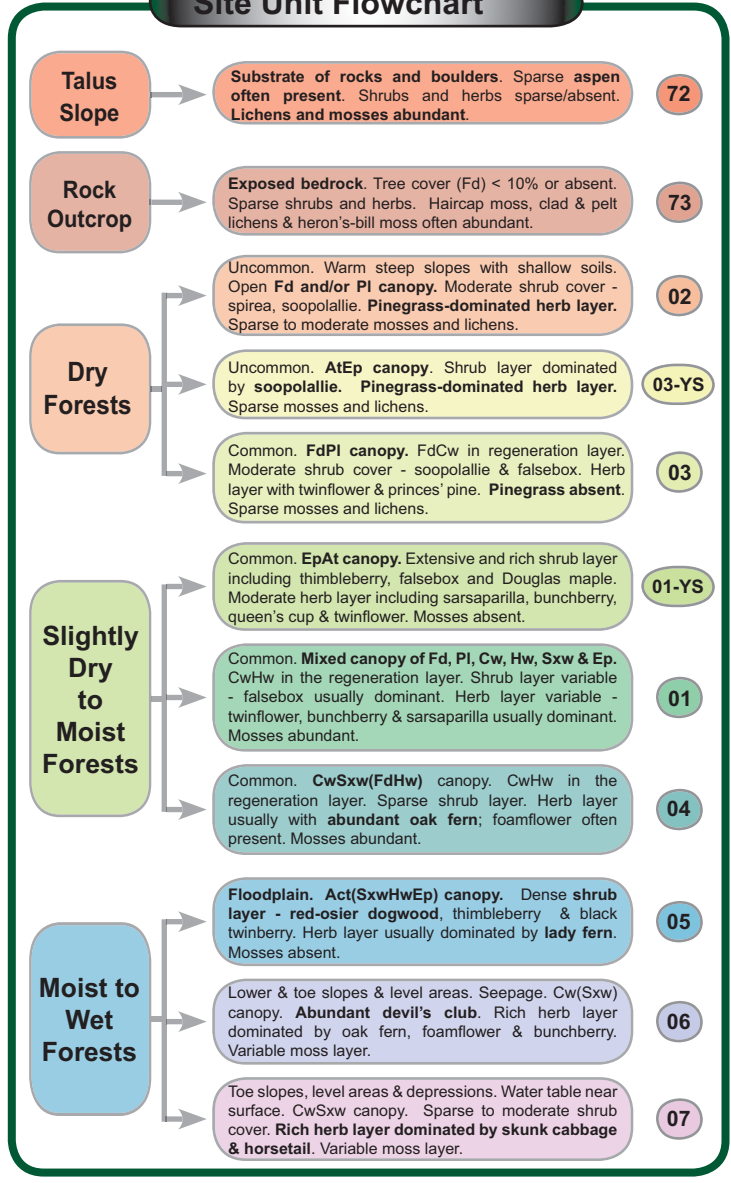 Site Unit Flowchart
Talus
Slope
Substrate of rocks and boulders. Sparse aspen
often present. Shrubs and herbs sparse/absent.
Lichens and mosses abundant.
72
Rock
Outcrop
Exposed bedrock. Tree cover (Fd) < 10% or absent.
Sparse shrubs and herbs. Haircap moss, clad & pelt
lichens & heron's-bill moss often abundant.
73
Dry
Forests
Uncommon. Warm steep slopes with shallow soils.
Open Fd and/or Pl canopy. Moderate shrub cover -
spirea, soopolallie. Pinegrass-dominated herb layer.
Sparse to moderate mosses and lichens.
02
Uncommon. AtEp canopy. Shrub layer dominated
by soopolallie. Pinegrass-dominated herb layer.
Sparse mosses and lichens.
03-YS
Common. FdPl canopy. FdCw in regeneration layer.
Moderate shrub cover - soopolallie & falsebox. Herb
layer with twinflower & princes' pine. Pinegrass absent.
Sparse mosses and lichens.
03
Slightly
Dry
to
Moist
Forests
Common. EpAt canopy. Extensive and rich shrub layer
including thimbleberry, falsebox and Douglas maple.
Moderate herb layer including sarsaparilla, bunchberry,
queen's cup & twinflower. Mosses absent.
01-YS
Common. Mixed canopy of Fd, Pl, Cw, Hw, Sxw & Ep.
CwHw in the regeneration layer. Shrub layer variable
- falsebox usually dominant. Herb layer variable -
twinflower, bunchberry & sarsaparilla usually dominant.
Mosses abundant.
01
Common. CwSxw(FdHw) canopy. CwHw in the
regeneration layer. Sparse shrub layer. Herb layer
usually with abundant oak fern; foamflower often
present. Mosses abundant.
04
Moist to
Wet
Forests
Floodplain. Act(SxwHwEp) canopy. Dense shrub
layer - red-osier dogwood, thimbleberry & black
twinberry. Herb layer usually dominated by lady fern.
Mosses absent.
05
Lower & toe slopes & level areas. Seepage. Cw(Sxw)
canopy. Abundant devil's club. Rich herb layer
dominated by oak fern, foamflower & bunchberry.
Variable moss layer.
06
Toe slopes, level areas & depressions. Water table near
surface. CwSxw canopy. Sparse to moderate shrub
cover. Rich herb layer dominated by skunk cabbage
& horsetail. Variable moss layer.
07